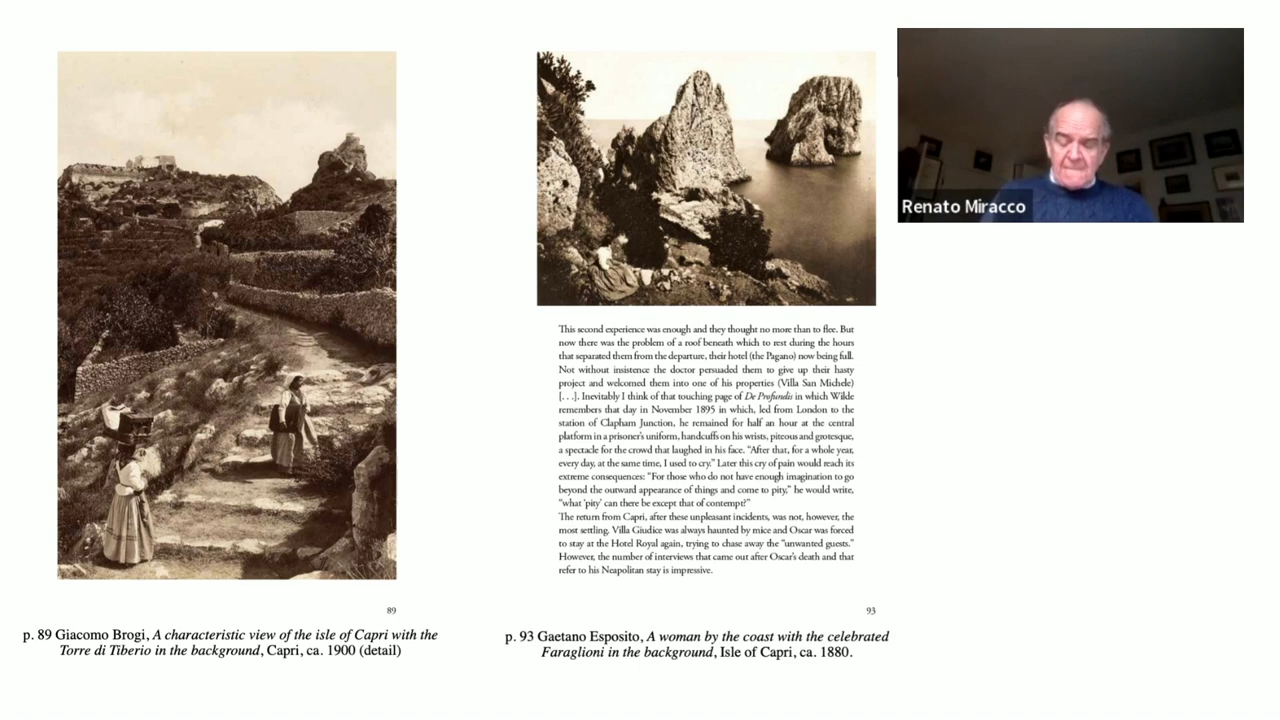 Renato Miracco
This second experience was enough and they thought no more than to flee. But
now there was the problem of a roof beneath which to rest during the hours
that separated them from the departure, their hotel (the Pagano) now being full.
Not without insistence the doctor persuaded them to give up their hasty
project and welcomed them into one of his properties (Villa San Michele)
[. . .]. Inevitably I think of that touching page of De Profundis in which Wilde
remembers that day in November 1895 in which, led from London to the
station of Clapham Junction, he remained for half an hour at the central
platform in a prisoner's uniform, handcuffs on his wrists, piteous and grotesque,
a spectacle for the crowd that laughed in his face. “After that, for a whole year,
every day, at the same time, I used to cry.” Later this cry of pain would reach its
extreme consequences: “For those who do not have enough imagination to go
beyond the outward appearance of things and come to pity,” he would write,
“what ‘pity’ can there be except that of contempt?”
The return from Capri, after these unpleasant incidents, was not, however, the
most settling. Villa Giudice was always haunted by mice and Oscar was forced
to stay at the Hotel Royal again, trying to chase away the “unwanted guests.”
However, the number of interviews that came out after Oscar's death and that
refer to his Neapolitan stay is impressive.
89
93
p. 89 Giacomo Brogi, A characteristic view of the isle of Capri with the
Torre di Tiberio in the background, Capri, ca. 1900 (detail)
p. 93 Gaetano Esposito, A woman by the coast with the celebrated
Faraglioni in the background, Isle of Capri, ca. 1880.